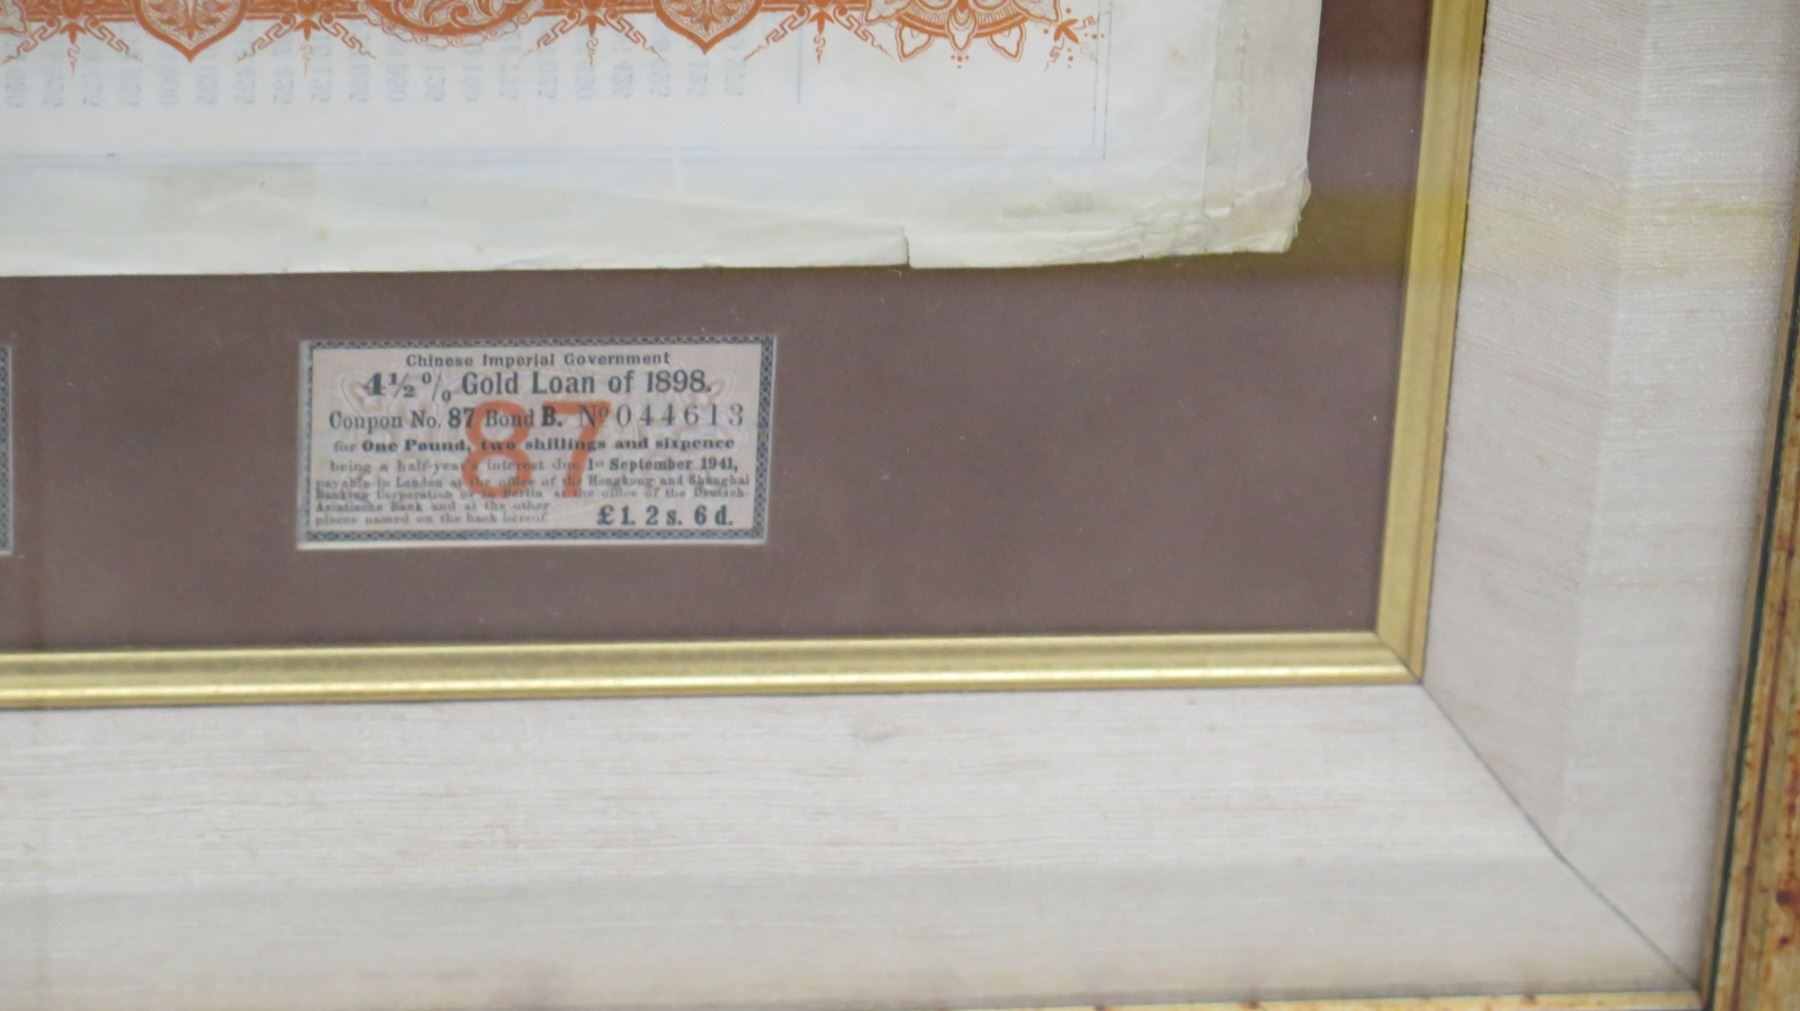 Chinese Imperial Government
4½% Gold Loan of 1898.
Coupon No. 87 Bond B. Nº 044613
for One Pound, two shillings and sixpence
being a half-year's interest due 1st September 1941,
payable in London at the office of the Hongkong and Shanghai
Banking Corporation or in Berlin at the office of the Deutsch-
Asiatische Bank and at the other
places named on the back hereof.
£1. 2s. 6d.
87